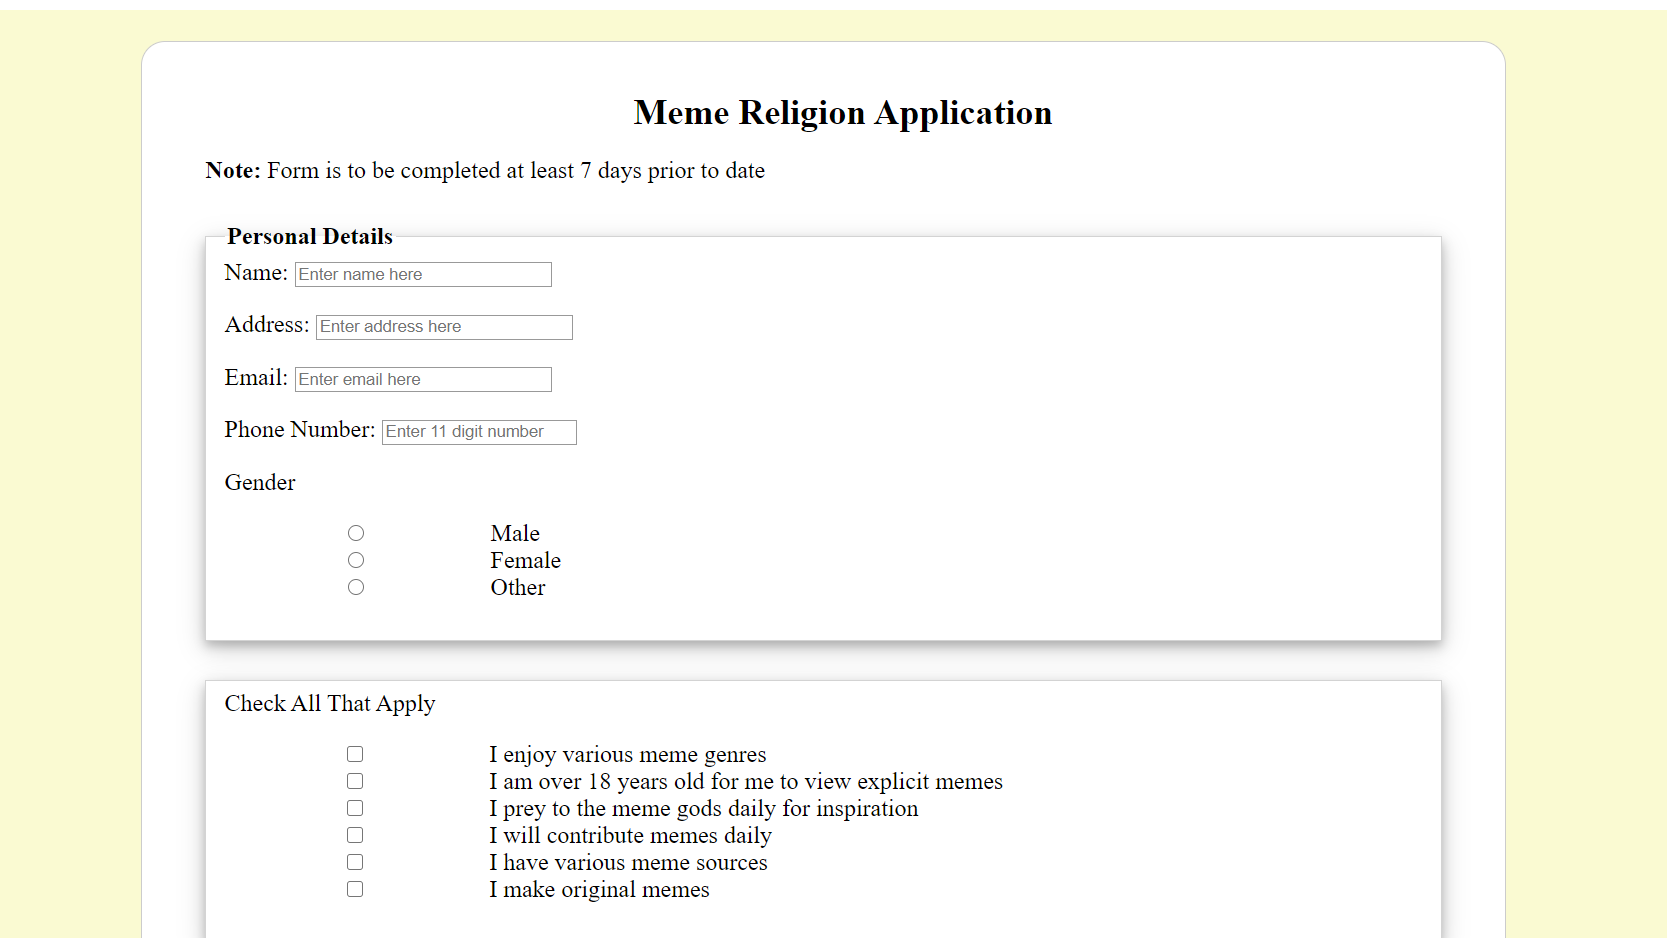 Meme Religion Application
Note: Form is to be completed at least 7 days prior to date
Personal Details
Name: Enter name here
Address: Enter address here
Email: Enter email here
Phone Number: Enter 11 digit number
Gender
Male
Female
Other
Check All That Apply
I enjoy various meme genres
I am over 18 years old for me to view explicit memes
I prey to the meme gods daily for inspiration
I will contribute memes daily
I have various meme sources
I make original memes